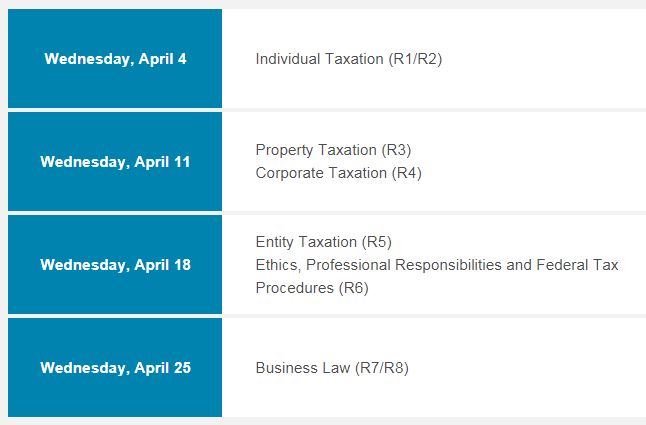 Wednesday, April 4
Individual Taxation (R1/R2)
Wednesday, April 11
Property Taxation (R3)
Corporate Taxation (R4)
Wednesday, April 18
Entity Taxation (R5)
Ethics, Professional Responsibilities and Federal Tax
Procedures (R6)
Wednesday, April 25
Business Law (R7/R8)